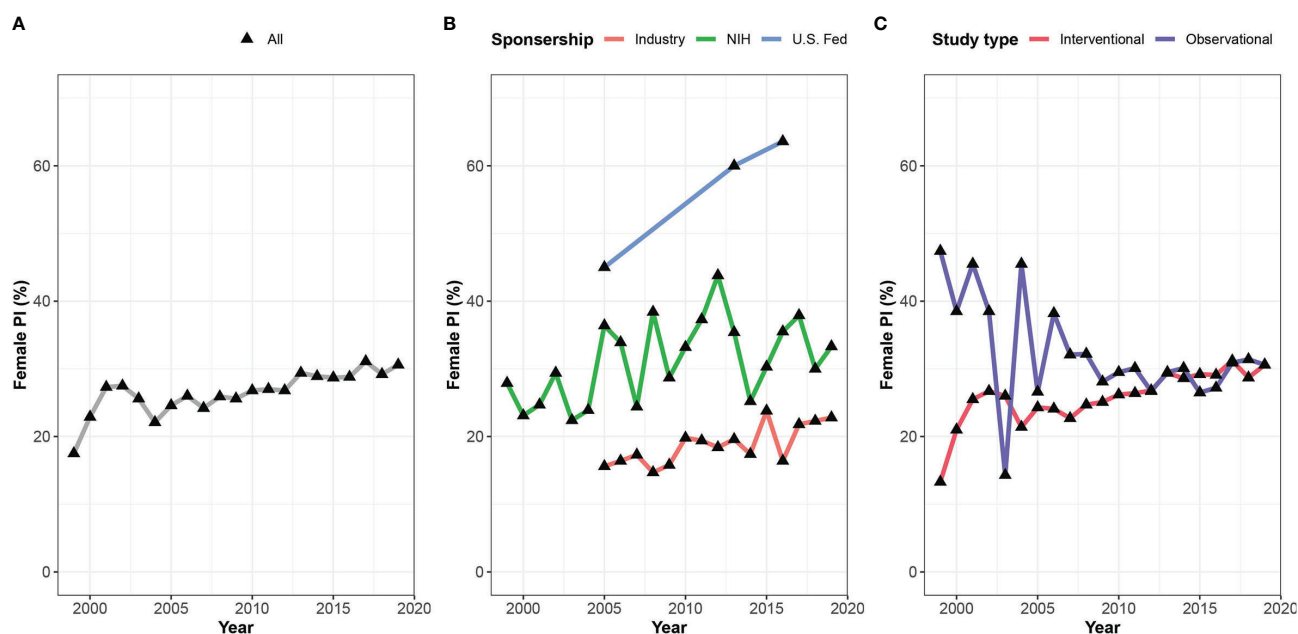 A
All
Female PI (%)
60
40
20
0
2000 2005 2010 2015 2020
Year
B
Sponsership Industry NIH U.S. Fed
Female PI (%)
60
40
20
0
2000 2005 2010 2015 2020
Year
C
Study type Interventional Observational
Female PI (%)
60
40
20
0
2000 2005 2010 2015 2020
Year